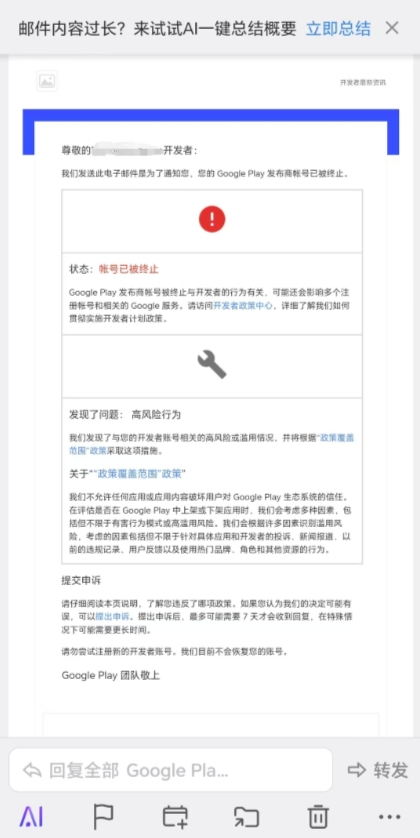 邮件内容过长？来试试AI一键总结概要 立即总结
开发者最新资讯
尊敬的 开发者：
我们发送此电子邮件是为了通知您，您的 Google Play 发布商帐号已被终止。
状态：帐号已被终止
Google Play 发布商帐号被终止与开发者的行为有关，可能还会影响多个注
册帐号和相关的 Google 服务。请访问开发者政策中心，详细了解我们如何
贯彻实施开发者计划政策。
发现了问题： 高风险行为
我们发现了与您的开发者账号相关的高风险或滥用情况，并将根据“政策覆盖
范围”政策采取这项措施。
关于“”政策覆盖范围”政策”
我们不允许任何应用或应用内容破坏用户对 Google Play 生态系统的信任。
在评估是否在 Google Play 中上架或下架应用时，我们会考虑多种因素，包
括但不限于有害行为模式或高滥用风险。我们会根据许多因素识别滥用风
险，考虑的因素包括但不限于针对具体应用和开发者的投诉、新闻报道、以
前的违规记录、用户反馈以及使用热门品牌、角色和其他资源的行为。
提交申诉
请仔细阅读本页说明，了解您违反了哪项政策。如果您认为我们的决定可能有
误，可以提出申诉。提出申诉后，最多可能需要 7 天才会收到回复，在特殊情
况下可能需要更长时间。
请勿尝试注册新的开发者账号。我们目前不会恢复您的账号。
Google Play 团队敬上
回复全部 Google Pla...
转发
AI